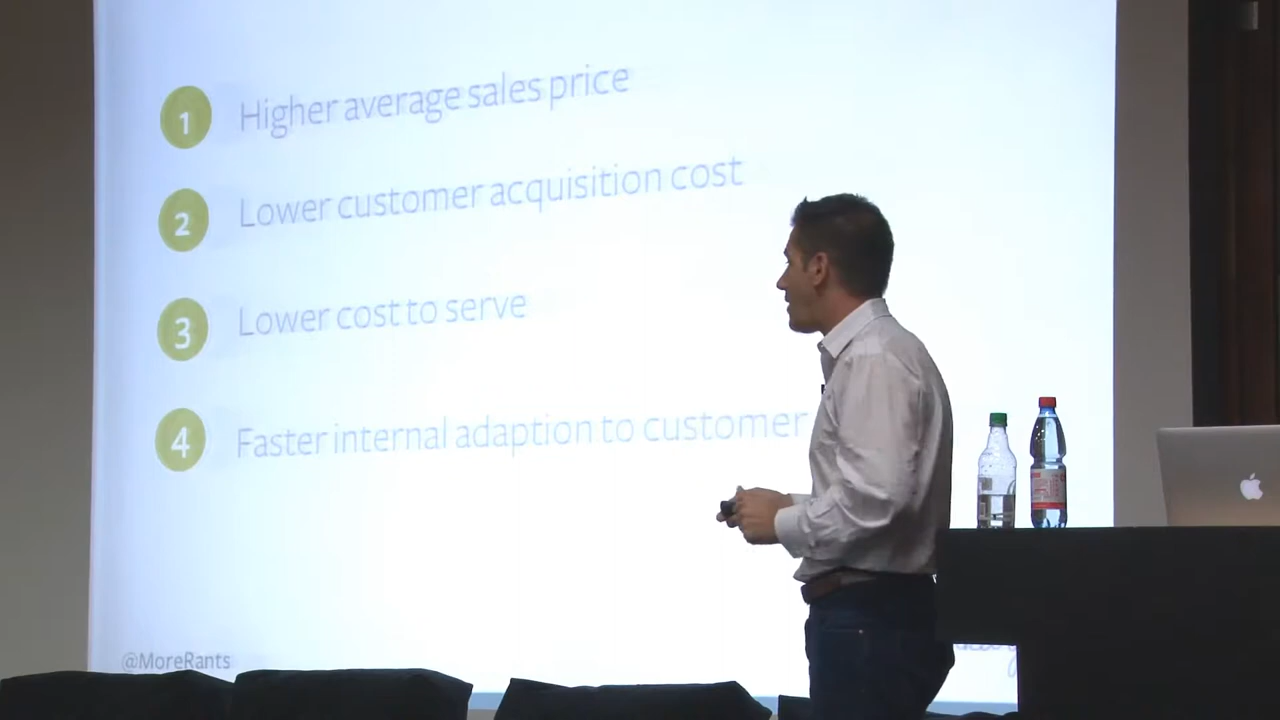 1 Higher average sales price
2 Lower customer acquisition cost
3 Lower cost to serve
4 Faster internal adaption to customer
@MoreRants